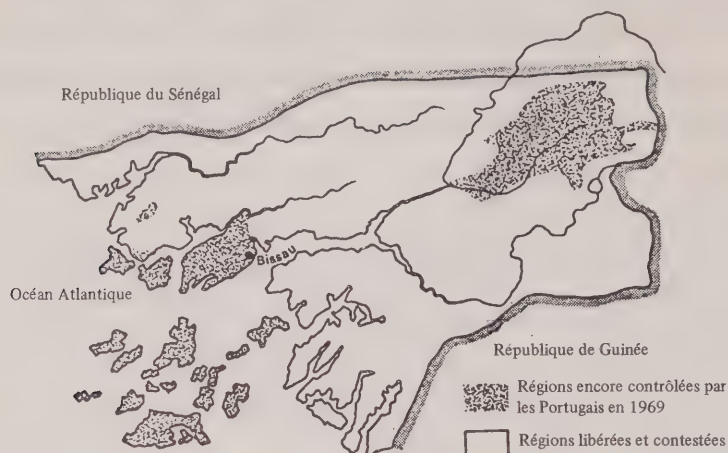 République du Sénégal
Bissau
Océan Atlantique
République de Guinée
Régions encore contrôlées par
les Portugais en 1969
Régions libérées et contestées